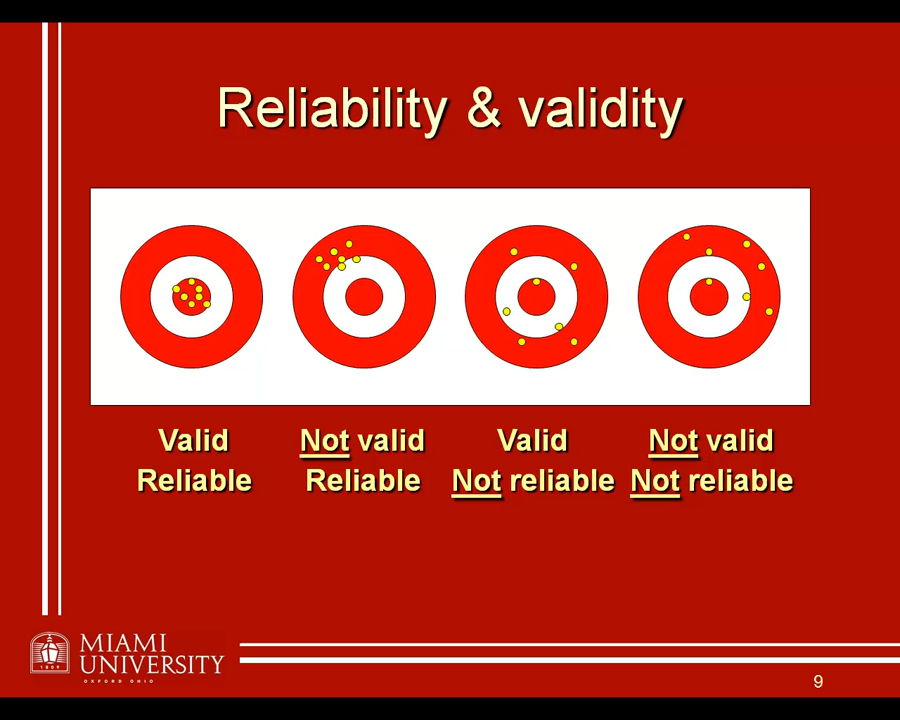 Reliability & validity
Valid
Reliable
Not valid
Reliable
Valid
Not reliable
Not valid
Not reliable
1809
MIAMI
UNIVERSITY
OXFORD OHIO
9